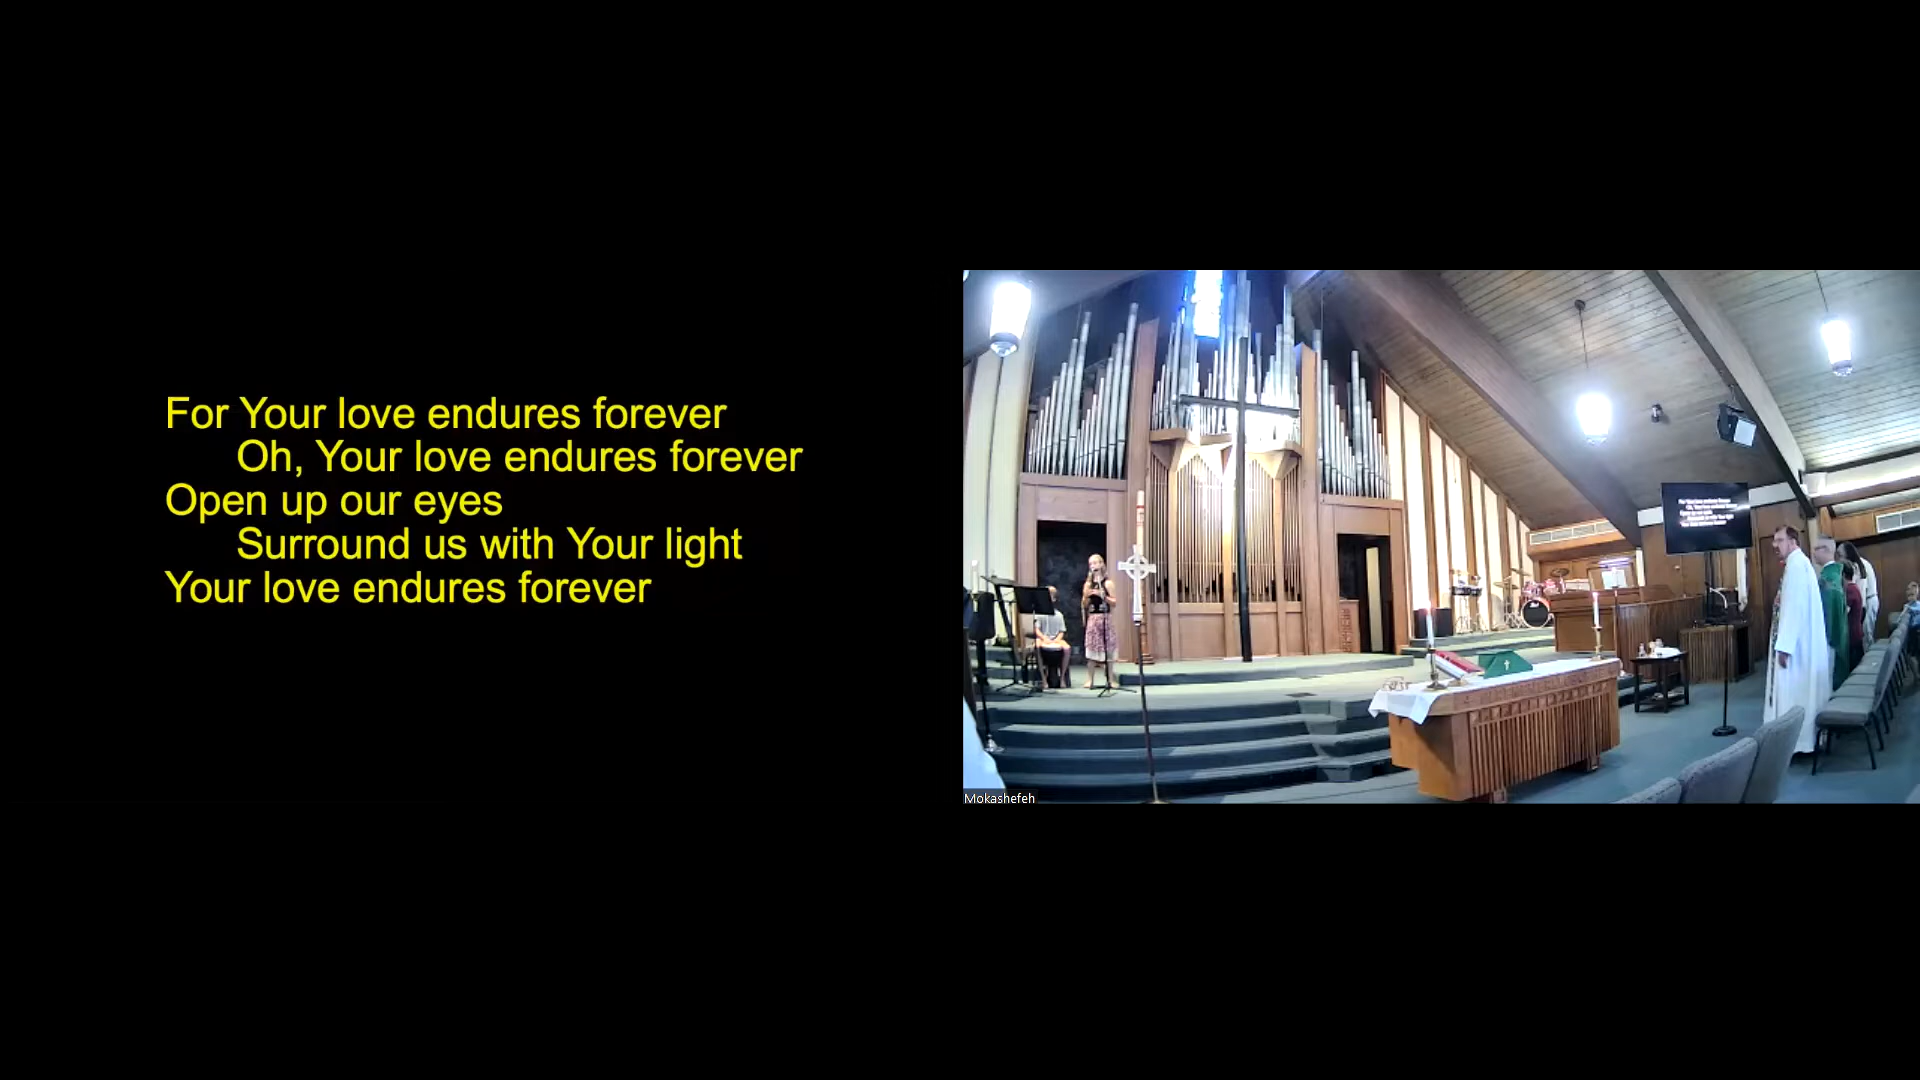 For Your love endures forever
Oh, Your love endures forever
Open up our eyes
Surround us with Your light
Your love endures forever
Mokashefeh